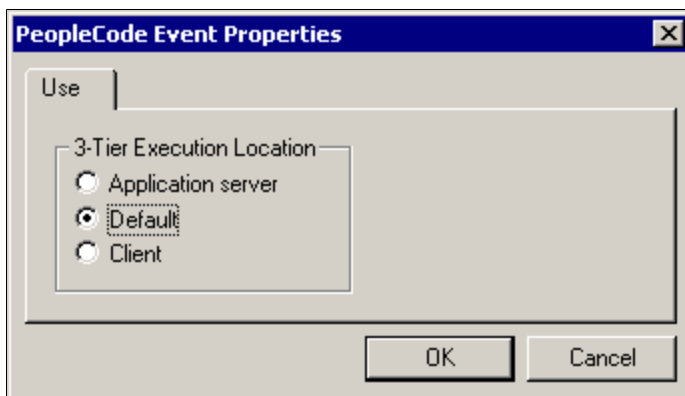 PeopleCode Event Properties
Use
3-Tier Execution Location
Application server
Default
Client
OK
Cancel